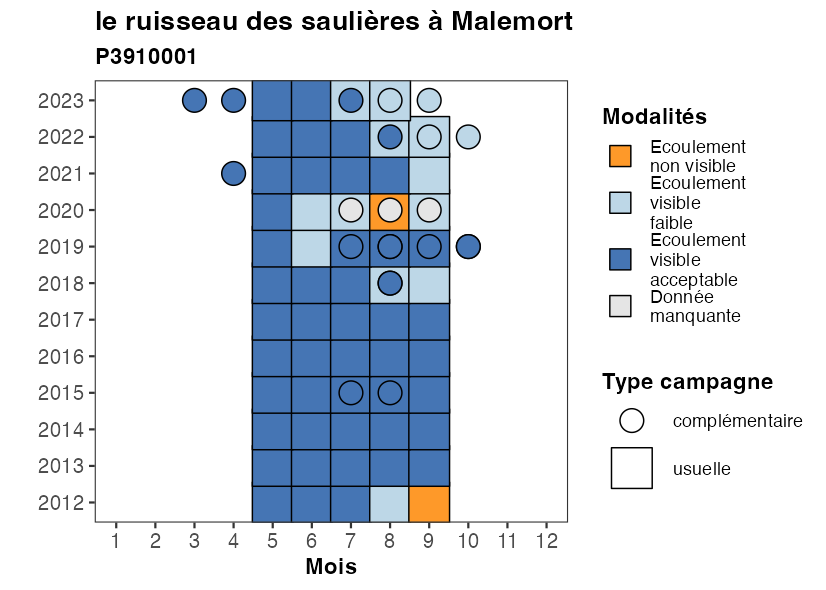 le ruisseau des saulières à Malemort
P3910001
2023
2022
2021
2020
2019
2018
2017
2016
2015
2014
2013
2012
1 2 3 4 5 6 7 8 9 10 11 12
Mois
Modalités
Ecoulement
non visible
Ecoulement
visible
faible
Ecoulement
visible
acceptable
Donnée
manquante
Type campagne
complémentaire
usuelle